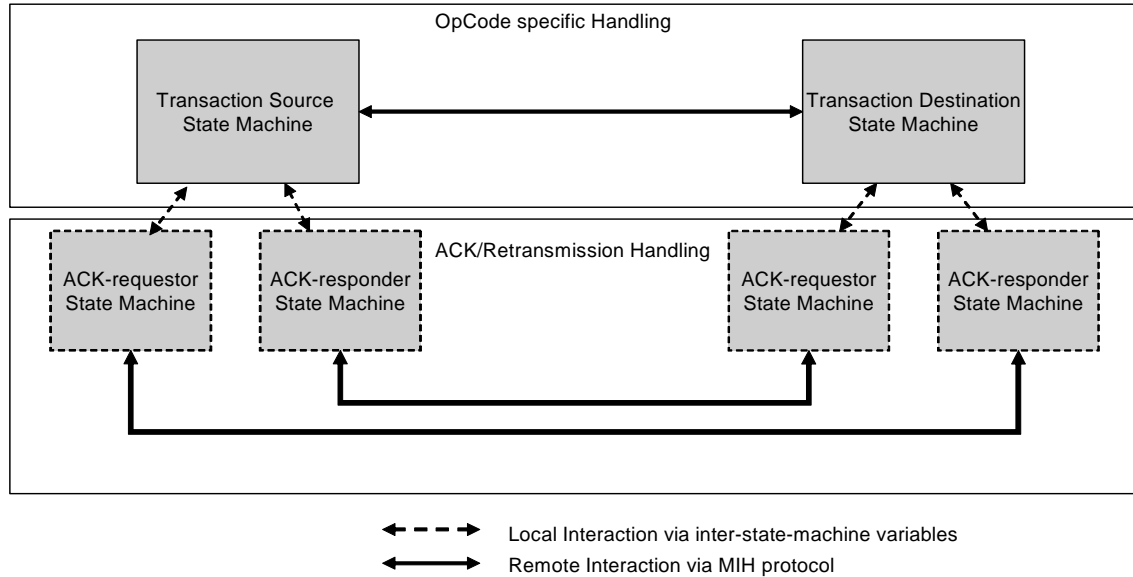 OpCode specific Handling
Transaction Source
State Machine
Transaction Destination
State Machine
ACK/Retransmission Handling
ACK-requestor
State Machine
ACK-responder
State Machine
ACK-requestor
State Machine
ACK-responder
State Machine
Local Interaction via inter-state-machine variables
Remote Interaction via MIH protocol